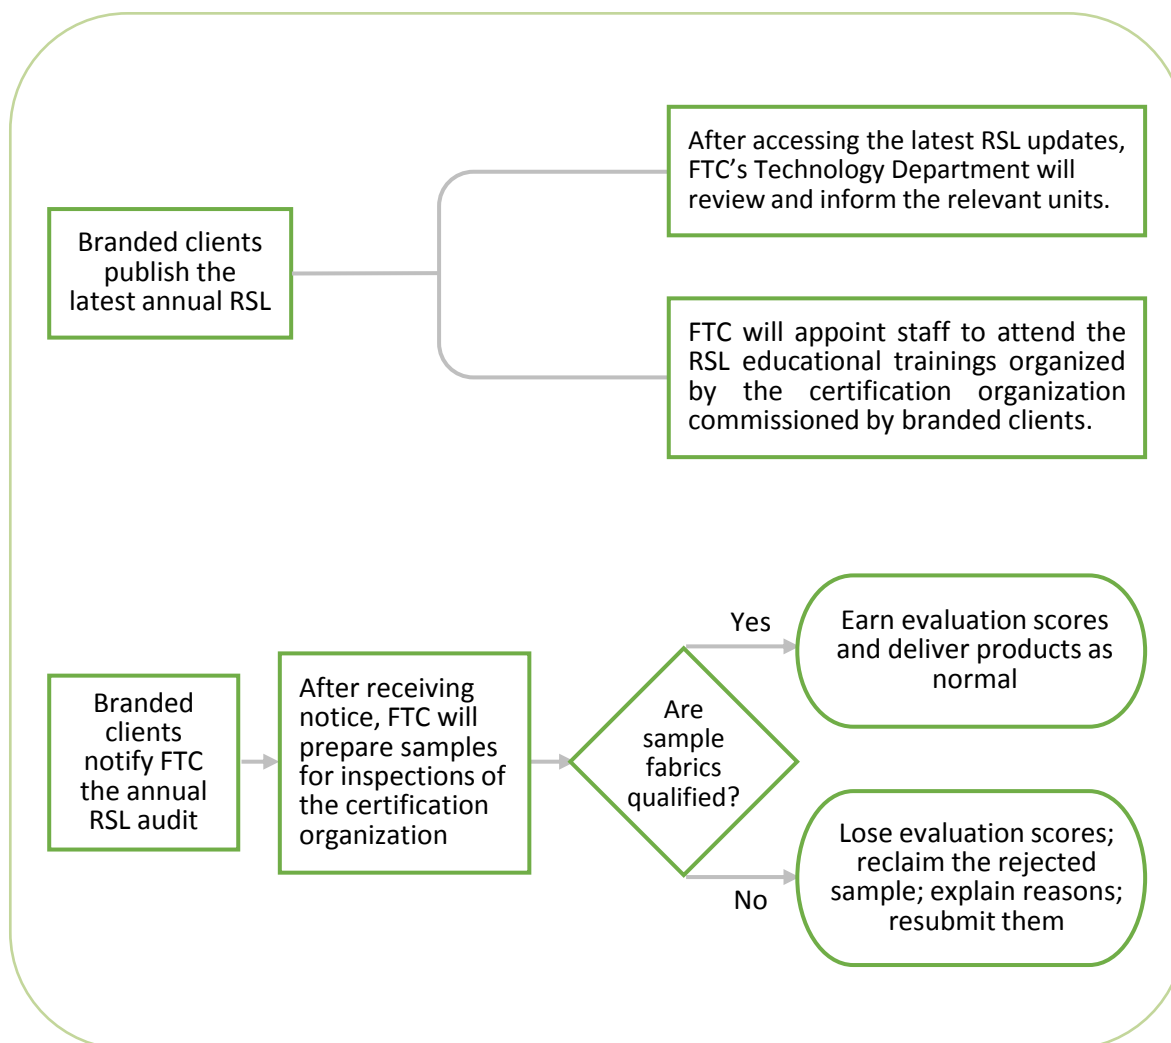 After accessing the latest RSL updates,
FTC’s Technology Department will
review and inform the relevant units.
Branded clients
publish the
latest annual RSL
FTC will appoint staff to attend the
RSL educational trainings organized
by the certification organization
commissioned by branded clients.
Branded
clients
notify FTC
the annual
RSL audit
After receiving
notice, FTC will
prepare samples
for inspections of
the certification
organization
Are
sample
fabrics
qualified?
Yes
Earn evaluation scores
and deliver products as
normal
No
Lose evaluation scores;
reclaim the rejected
sample; explain reasons;
resubmit them